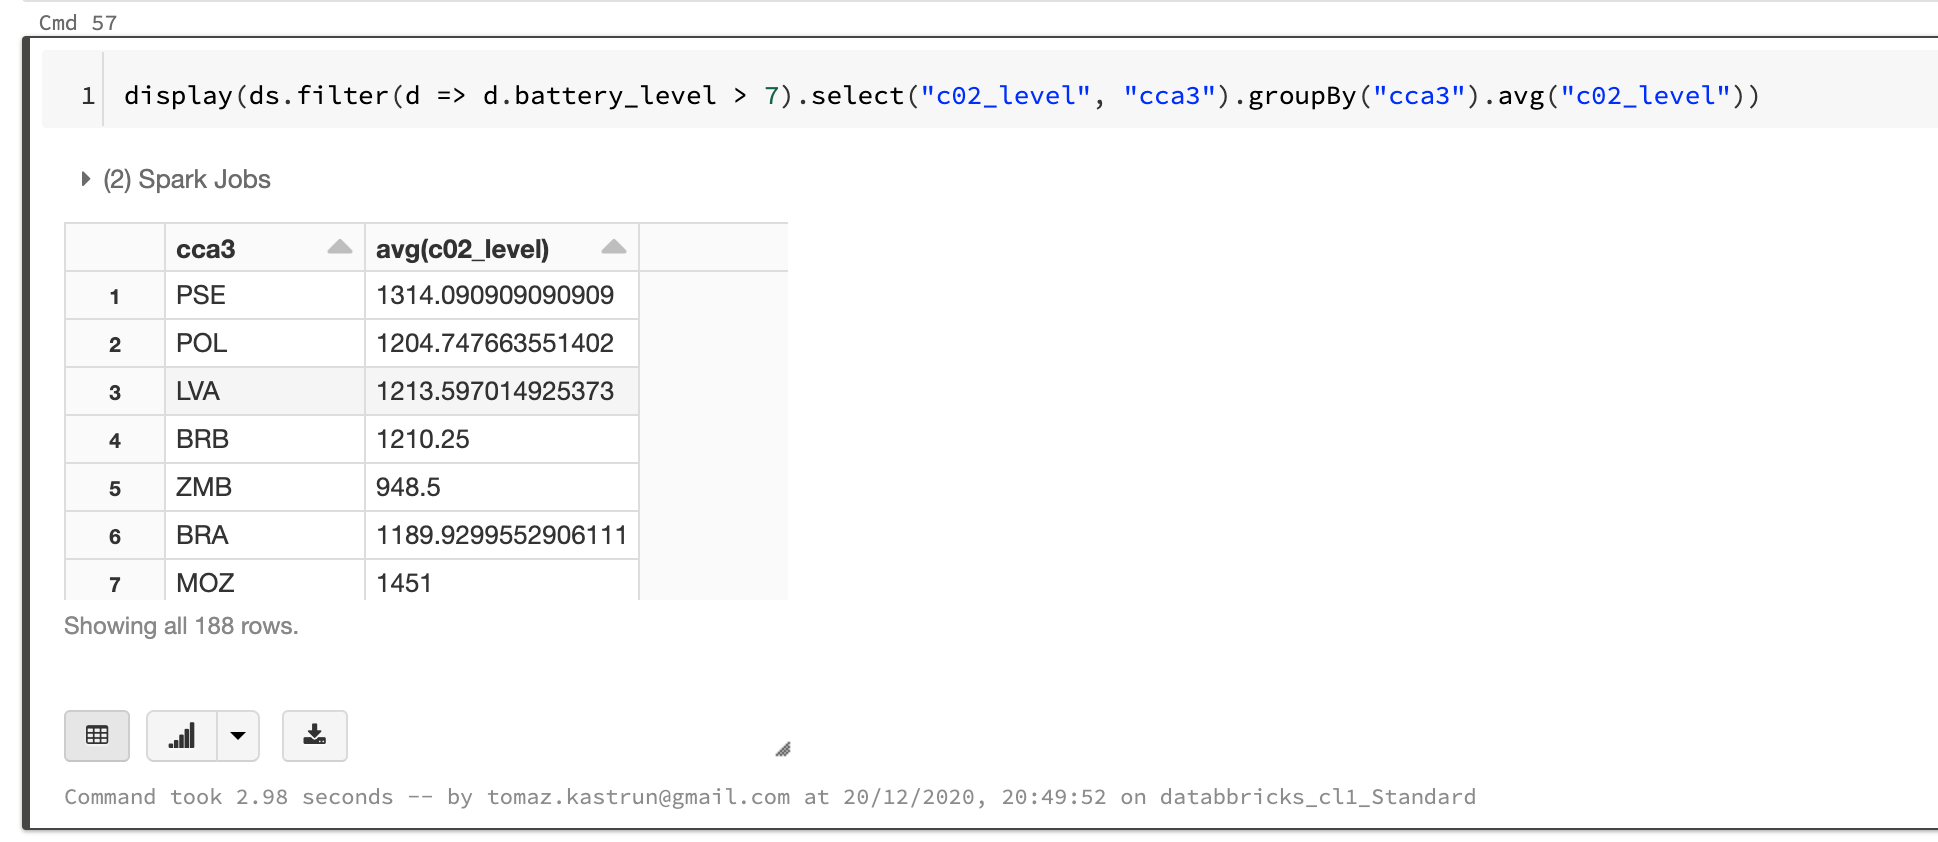 Cmd 57
1 display(ds.filter(d => d.battery_level > 7).select("c02_level", "cca3").groupBy("cca3").avg("c02_level"))
(2) Spark Jobs
cca3 avg(c02_level)
1 PSE 1314.090909090909
2 POL 1204.747663551402
3 LVA 1213.597014925373
4 BRB 1210.25
5 ZMB 948.5
6 BRA 1189.9299552906111
7 MOZ 1451
Showing all 188 rows.
Command took 2.98 seconds -- by tomaz.kastrun@gmail.com at 20/12/2020, 20:49:52 on databbricks_cl1_Standard